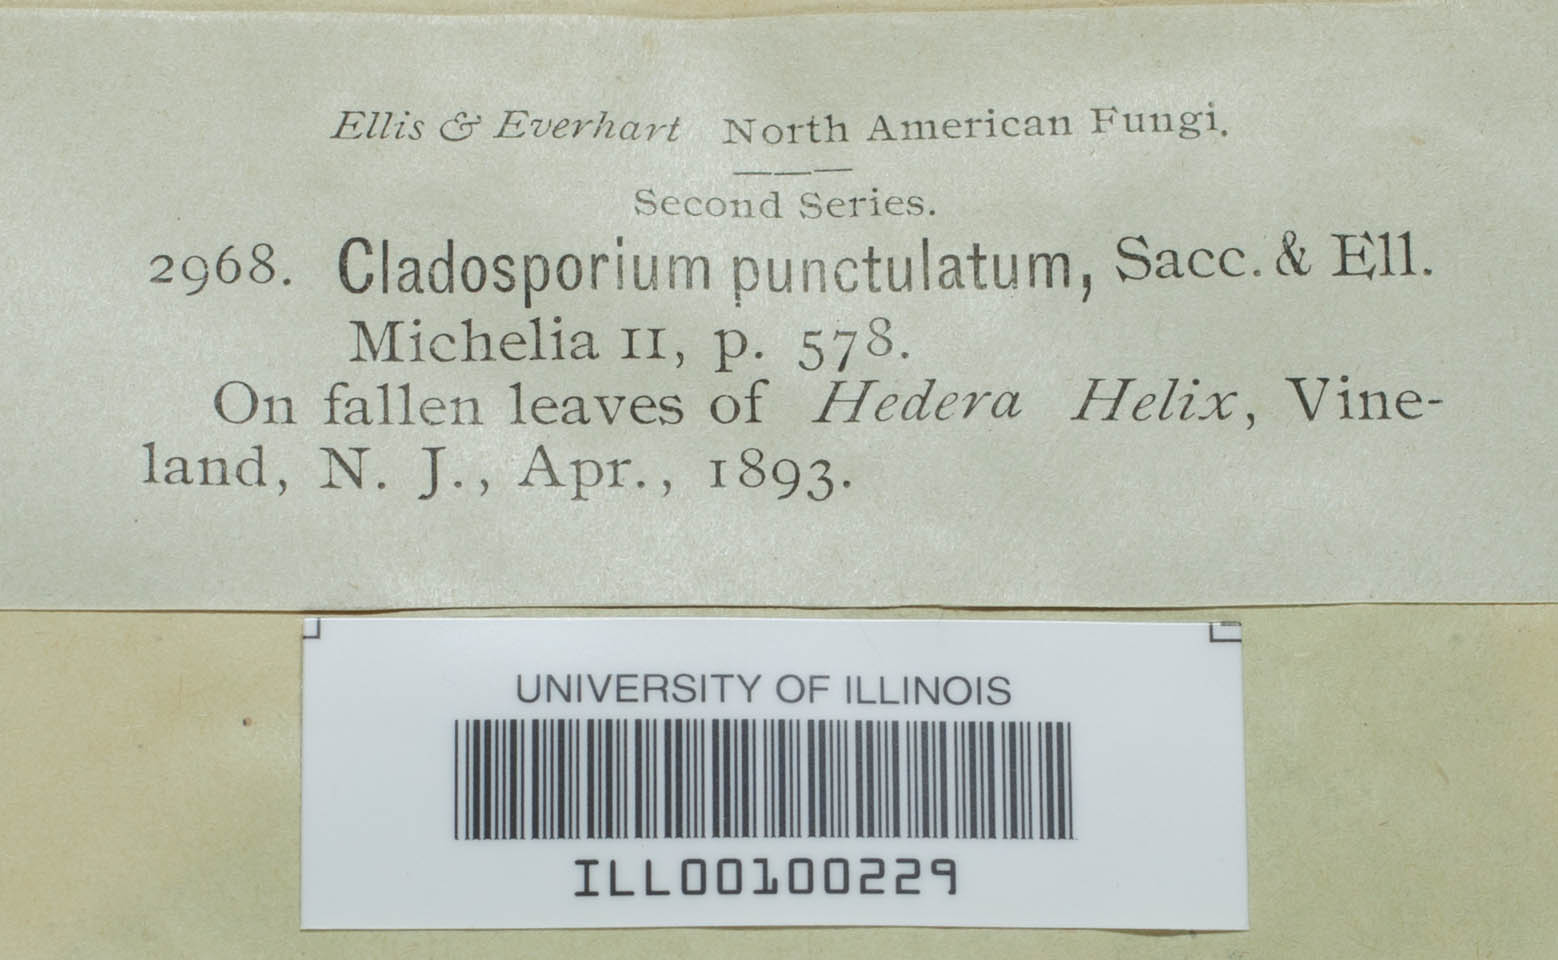 Ellis & Everhart North American Fungi.
Second Series.
2968. Cladosporium punctulatum, Sacc. & Ell.
Michelia II, p. 578.
On fallen leaves of Hedera Helix, Vine-
land, N. J., Apr., 1893.
UNIVERSITY OF ILLINOIS
ILL00100229